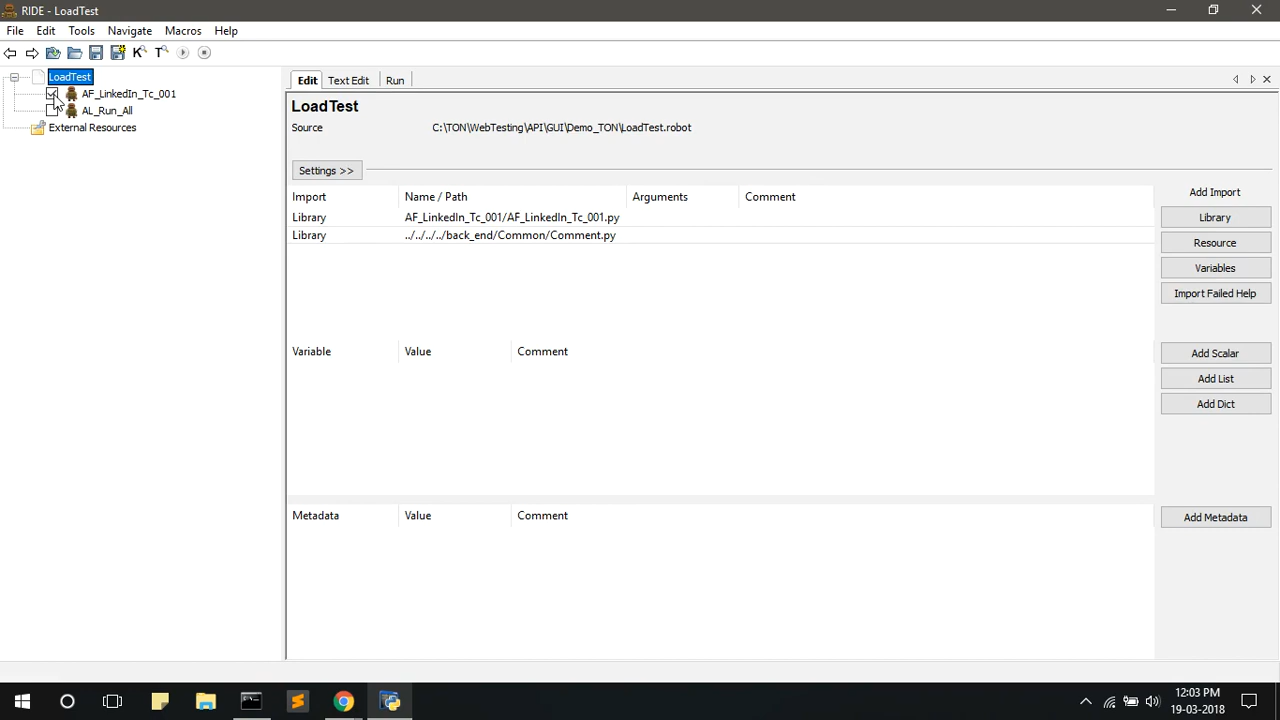 RIDE - LoadTest
File Edit Tools Navigate Macros Help
K T
LoadTest
AF_LinkedIn_Tc_001
AL_Run_All
External Resources
Edit Text Edit Run
LoadTest
Source C:\TON\WebTesting\API\GUI\Demo_TON\LoadTest.robot
Settings >>
Import Name / Path Arguments Comment Add Import
Library AF_LinkedIn_Tc_001/AF_LinkedIn_Tc_001.py Library
Library ../../../../back_end/Common/Comment.py Resource
Variables
Import Failed Help
Variable Value Comment Add Scalar
Add List
Add Dict
Metadata Value Comment Add Metadata
12:03 PM
19-03-2018